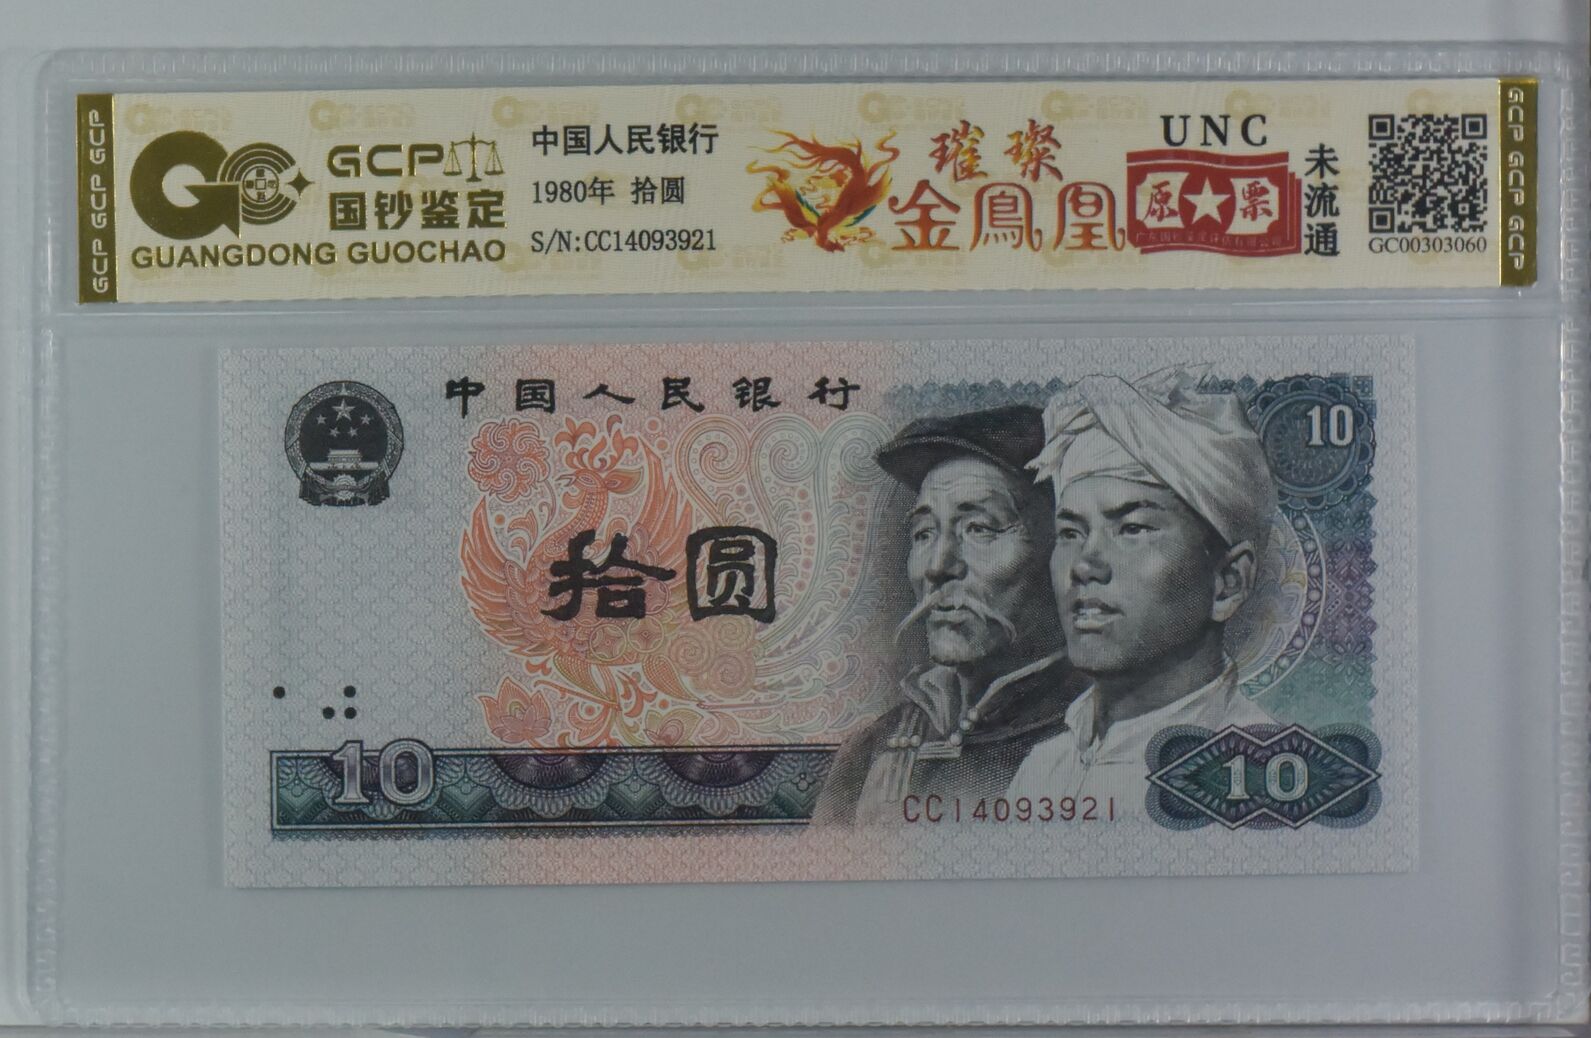 GCP GCP GCP
GCP
国钞鉴定
GUANGDONG GUOCHAO
中国人民银行
1980年 拾圆
S/N:CC14093921
璀璨
金鳳凰
UNC
原★票
未流通
GC00303060
GCP GCP GCP
中国人民银行
10
拾圆
10
CC14093921
10